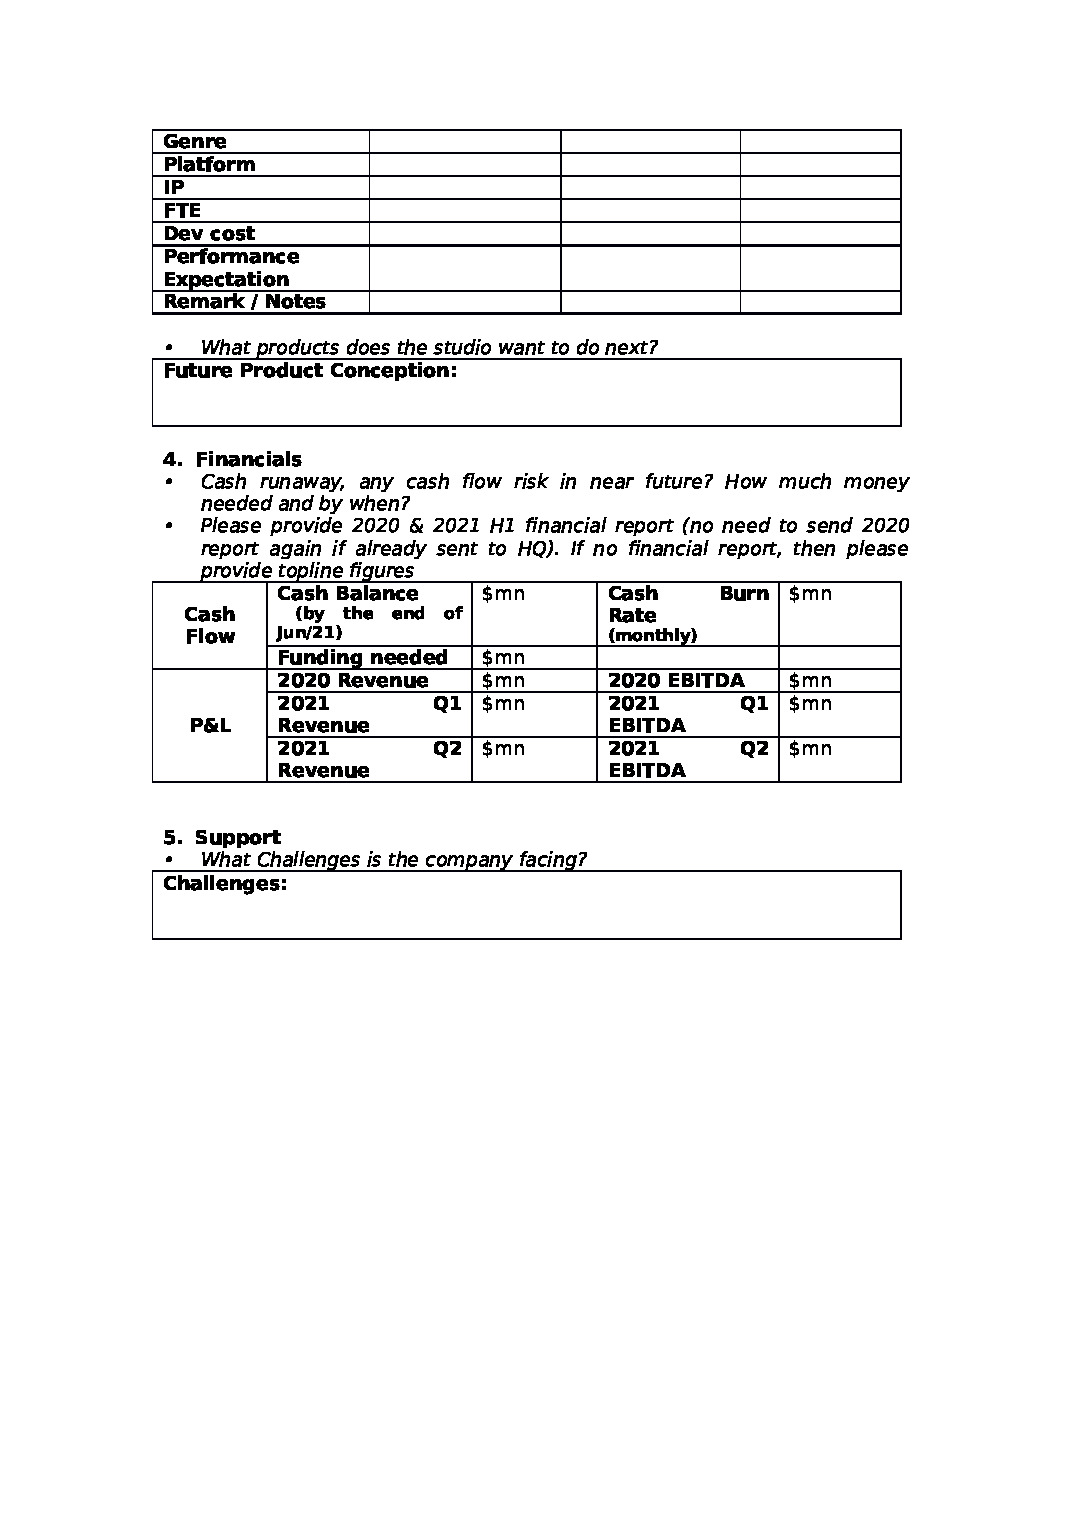 Genre
Platform
IP
FTE
Dev cost
Performance
Expectation
Remark / Notes
• What products does the studio want to do next?
Future Product Conception:
4. Financials
• Cash runaway, any cash flow risk in near future? How much money
needed and by when?
• Please provide 2020 & 2021 H1 financial report (no need to send 2020
report again if already sent to HQ). If no financial report, then please
provide topline figures
Cash
Flow
Cash Balance
(by the end of
Jun/21)
$mn
Cash Burn
Rate
(monthly)
$mn
Funding needed
$mn
P&L
2020 Revenue
$mn
2020 EBITDA
$mn
2021 Q1
Revenue
$mn
2021 Q1
EBITDA
$mn
2021 Q2
Revenue
$mn
2021 Q2
EBITDA
$mn
5. Support
• What Challenges is the company facing?
Challenges: